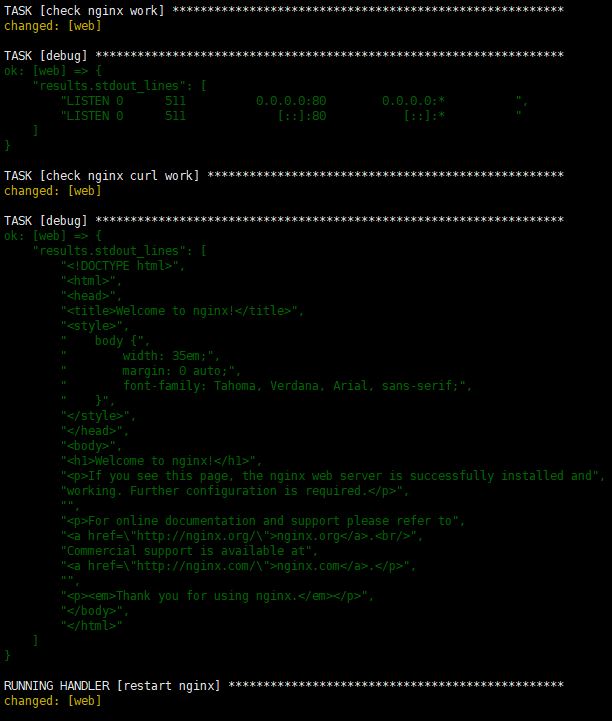 TASK [check nginx work] ********************************************************
changed: [web]

TASK [debug] *******************************************************************
ok: [web] => {
    "results.stdout_lines": [
        "LISTEN 0      511          0.0.0.0:80        0.0.0.0:*          ",
        "LISTEN 0      511             [::]:80           [::]:*          "
    ]
}

TASK [check nginx curl work] ***************************************************
changed: [web]

TASK [debug] *******************************************************************
ok: [web] => {
    "results.stdout_lines": [
        "<!DOCTYPE html>",
        "<html>",
        "<head>",
        "<title>Welcome to nginx!</title>",
        "<style>",
        "    body {",
        "        width: 35em;",
        "        margin: 0 auto;",
        "        font-family: Tahoma, Verdana, Arial, sans-serif;",
        "    }",
        "</style>",
        "</head>",
        "<body>",
        "<h1>Welcome to nginx!</h1>",
        "<p>If you see this page, the nginx web server is successfully installed and",
        "working. Further configuration is required.</p>",
        "",
        "<p>For online documentation and support please refer to",
        "<a href=\"http://nginx.org/\">nginx.org</a>.<br/>",
        "Commercial support is available at",
        "<a href=\"http://nginx.com/\">nginx.com</a>.</p>",
        "",
        "<p><em>Thank you for using nginx.</em></p>",
        "</body>",
        "</html>"
    ]
}

RUNNING HANDLER [restart nginx] ************************************************
changed: [web]